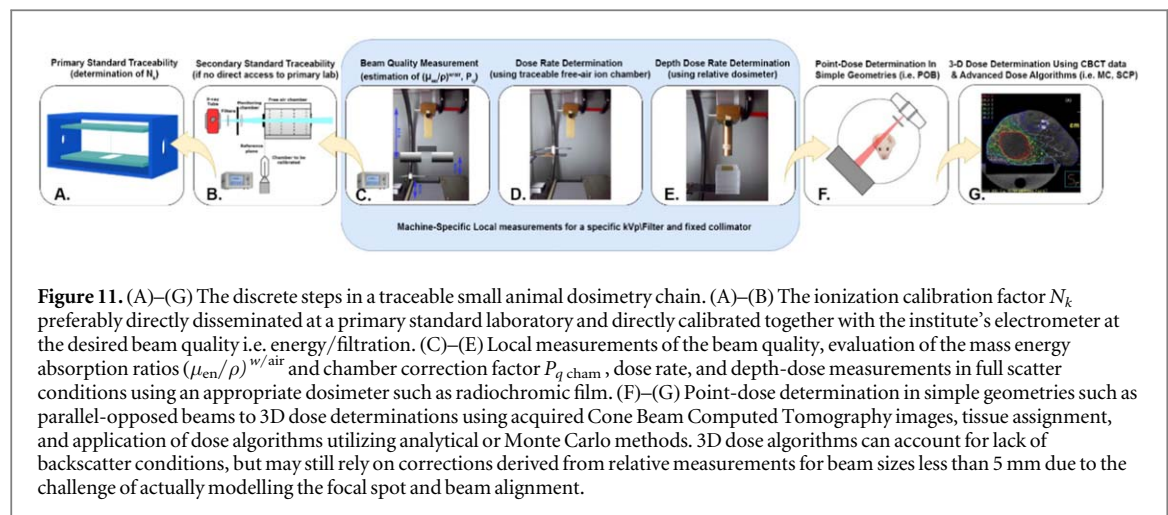 Primary Standard Traceability
(determination of Nk)
Secondary Standard Traceability
(if no direct access to primary lab)
Beam Quality Measurement
(estimation of (μen/ρ)w/air, Pq)
Dose Rate Determination
(using traceable free-air ion chamber)
Depth Dose Rate Determination
(using relative dosimeter)
Point-Dose Determination In
Simple Geometries (i.e. POB)
3-D Dose Determination Using CBCT data
& Advanced Dose Algorithms (i.e. MC, SCP)
X-ray
Tube
Filters
Monitoring
chamber
Free air chamber
Reference
plane
Chamber to be
calibrated
A.
B.
C.
D.
E.
F.
G.
Machine-Specific Local measurements for a specific kVp\Filter and fixed collimator
Figure 11. (A)–(G) The discrete steps in a traceable small animal dosimetry chain. (A)–(B) The ionization calibration factor Nk
preferably directly disseminated at a primary standard laboratory and directly calibrated together with the institute's electrometer at
the desired beam quality i.e. energy/filtration. (C)–(E) Local measurements of the beam quality, evaluation of the mass energy
absorption ratios (μen/ρ)w/air and chamber correction factor Pq cham, dose rate, and depth-dose measurements in full scatter
conditions using an appropriate dosimeter such as radiochromic film. (F)–(G) Point-dose determination in simple geometries such as
parallel-opposed beams to 3D dose determinations using acquired Cone Beam Computed Tomography images, tissue assignment,
and application of dose algorithms utilizing analytical or Monte Carlo methods. 3D dose algorithms can account for lack of
backscatter conditions, but may still rely on corrections derived from relative measurements for beam sizes less than 5 mm due to the
challenge of actually modelling the focal spot and beam alignment.